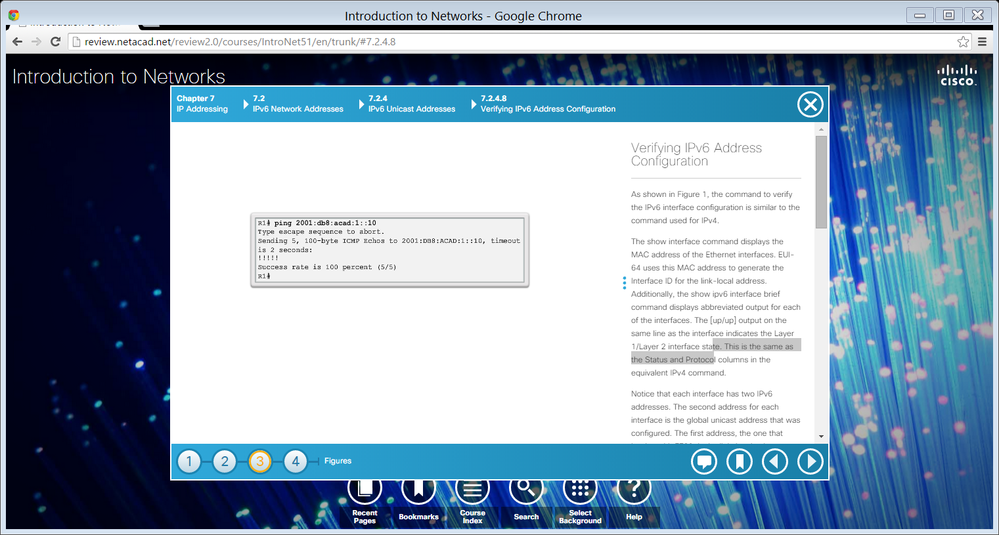 Introduction to Networks - Google Chrome
review.netacad.net/review2.0/courses/IntroNet51/en/trunk/#7.2.4.8
Introduction to Networks
CISCO.
Chapter 7
IP Addressing
7.2
IPv6 Network Addresses
7.2.4
IPv6 Unicast Addresses
7.2.4.8
Verifying IPv6 Address Configuration
R1# ping 2001:db8:acad:1::10
Type escape sequence to abort.
Sending 5, 100-byte ICMP Echos to 2001:DB8:ACAD:1::10, timeout
is 2 seconds:
!!!!!
Success rate is 100 percent (5/5)
R1#
Verifying IPv6 Address
Configuration
As shown in Figure 1, the command to verify
the IPv6 interface configuration is similar to the
command used for IPv4.
The show interface command displays the
MAC address of the Ethernet interfaces. EUI-
64 uses this MAC address to generate the
Interface ID for the link-local address.
Additionally, the show ipv6 interface brief
command displays abbreviated output for each
of the interfaces. The [up/up] output on the
same line as the interface indicates the Layer
1/Layer 2 interface state. This is the same as
the Status and Protocol columns in the
equivalent IPv4 command.
Notice that each interface has two IPv6
addresses. The second address for each
interface is the global unicast address that was
configured. The first address, the one that
1
2
3
4
Figures
Recent
Pages
Bookmarks
Course
Index
Search
Select
Background
Help